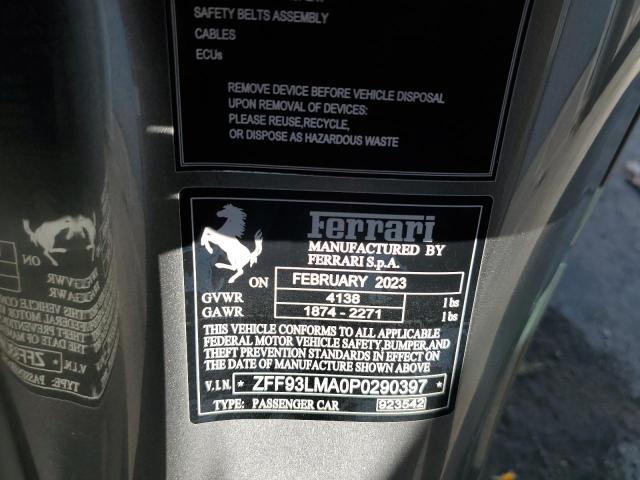 SAFETY BELTS ASSEMBLY
CABLES
ECUs
REMOVE DEVICE BEFORE VEHICLE DISPOSAL
UPON REMOVAL OF DEVICES:
PLEASE REUSE,RECYCLE,
OR DISPOSE AS HAZARDOUS WASTE
Ferrari
MANUFACTURED BY
FERRARI S.p.A.
ON FEBRUARY 2023
GVWR 4138 lbs
GAWR 1874 - 2271 lbs
THIS VEHICLE CONFORMS TO ALL APPLICABLE
FEDERAL MOTOR VEHICLE SAFETY, BUMPER,AND
THEFT PREVENTION STANDARDS IN EFFECT ON
THE DATE OF MANUFACTURE SHOWN ABOVE
V.I.N. * ZFF93LMA0P0290397 *
TYPE: PASSENGER CAR 923542